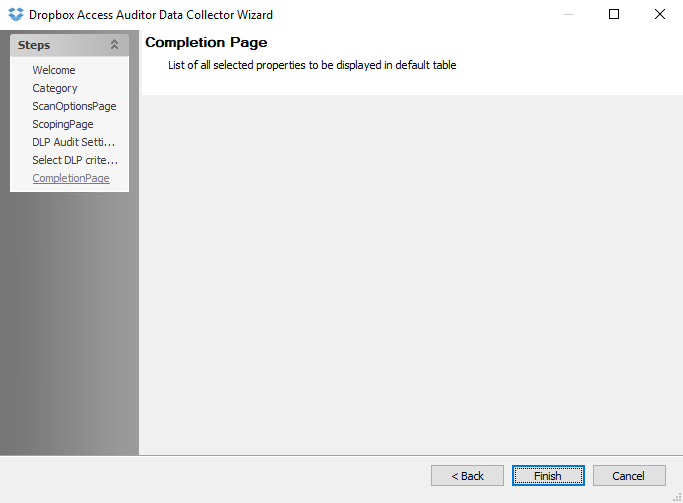 Dropbox Access Auditor Data Collector Wizard
Steps
Welcome
Category
ScanOptionsPage
ScopingPage
DLP Audit Setti...
Select DLP crite...
CompletionPage
Completion Page
List of all selected properties to be displayed in default table
< Back
Finish
Cancel